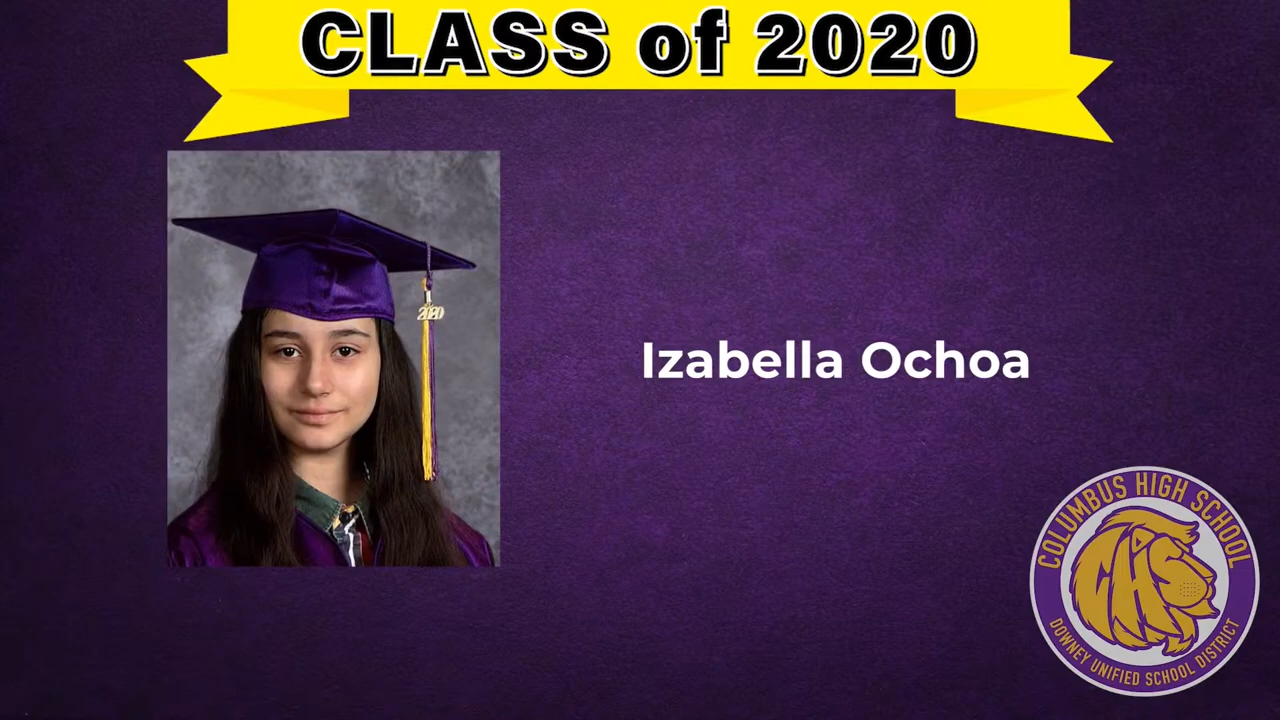 CLASS of 2020
2020
Izabella Ochoa
COLUMBUS HIGH SCHOOL
CHS
DOWNEY UNIFIED SCHOOL DISTRICT